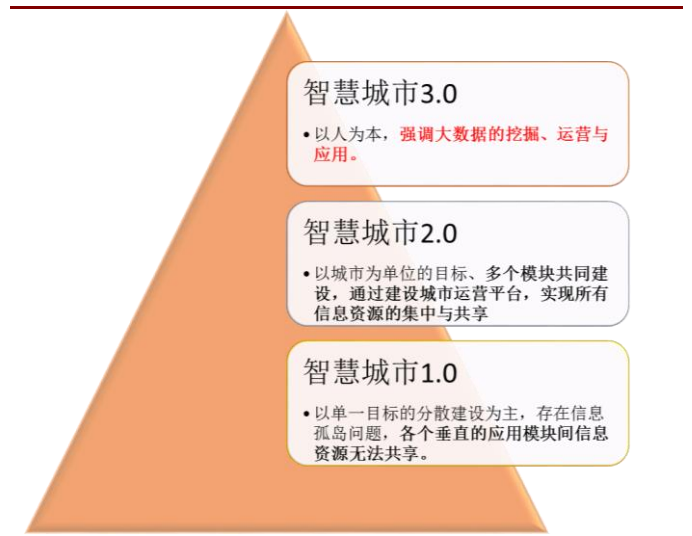 智慧城市3.0
•以人为本，强调大数据的挖掘、运营与
应用。
智慧城市2.0
•以城市为单位的目标、多个模块共同建
设，通过建设城市运营平台，实现所有
信息资源的集中与共享
智慧城市1.0
•以单一目标的分散建设为主，存在信息
孤岛问题，各个垂直的应用模块间信息
资源无法共享。